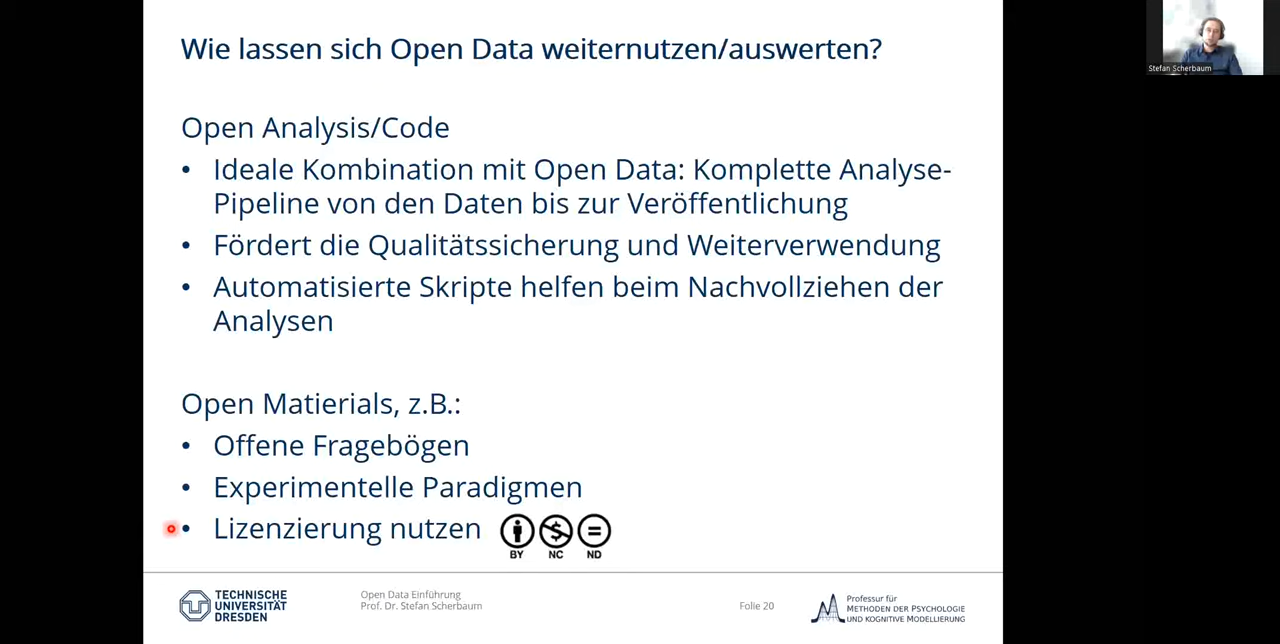 Wie lassen sich Open Data weiternutzen/auswerten?
Stefan Scherbaum
Open Analysis/Code
• Ideale Kombination mit Open Data: Komplette Analyse-
Pipeline von den Daten bis zur Veröffentlichung
• Fördert die Qualitätssicherung und Weiterverwendung
• Automatisierte Skripte helfen beim Nachvollziehen der
Analysen
Open Matierials, z.B.:
• Offene Fragebögen
• Experimentelle Paradigmen
• Lizenzierung nutzen
BY NC ND
TECHNISCHE
UNIVERSITÄT
DRESDEN
Open Data Einführung
Prof. Dr. Stefan Scherbaum
Folie 20
Professur für
METHODEN DER PSYCHOLOGIE
UND KOGNITIVE MODELLIERUNG